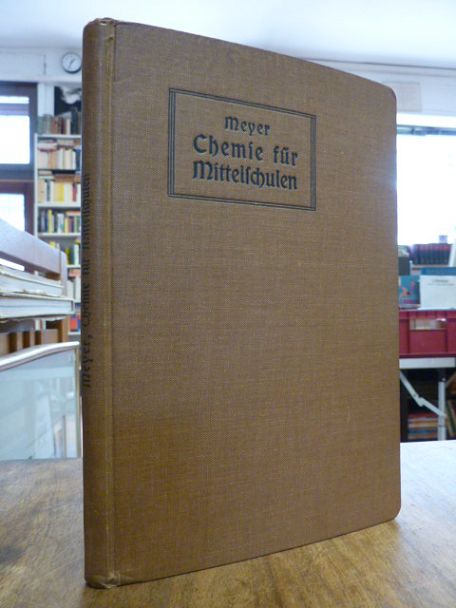 Meyer
Chemie für
Mittelſchulen
Meyer, Chemie für Mittelſchulen